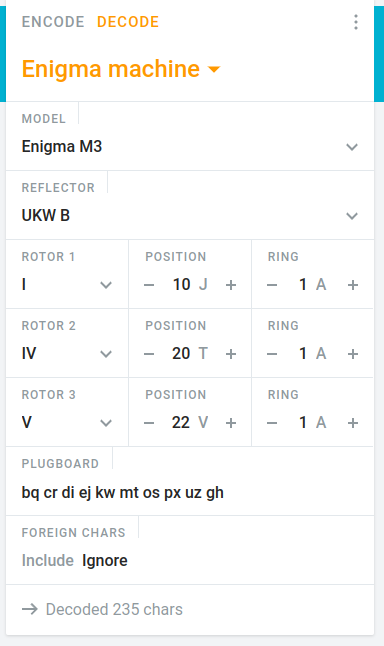 ENCODE DECODE
Enigma machine
MODEL
Enigma M3
REFLECTOR
UKW B
ROTOR 1 POSITION RING
I − 10 J + − 1 A +
ROTOR 2 POSITION RING
IV − 20 T + − 1 A +
ROTOR 3 POSITION RING
V − 22 V + − 1 A +
PLUGBOARD
bq cr di ej kw mt os px uz gh
FOREIGN CHARS
Include Ignore
→ Decoded 235 chars